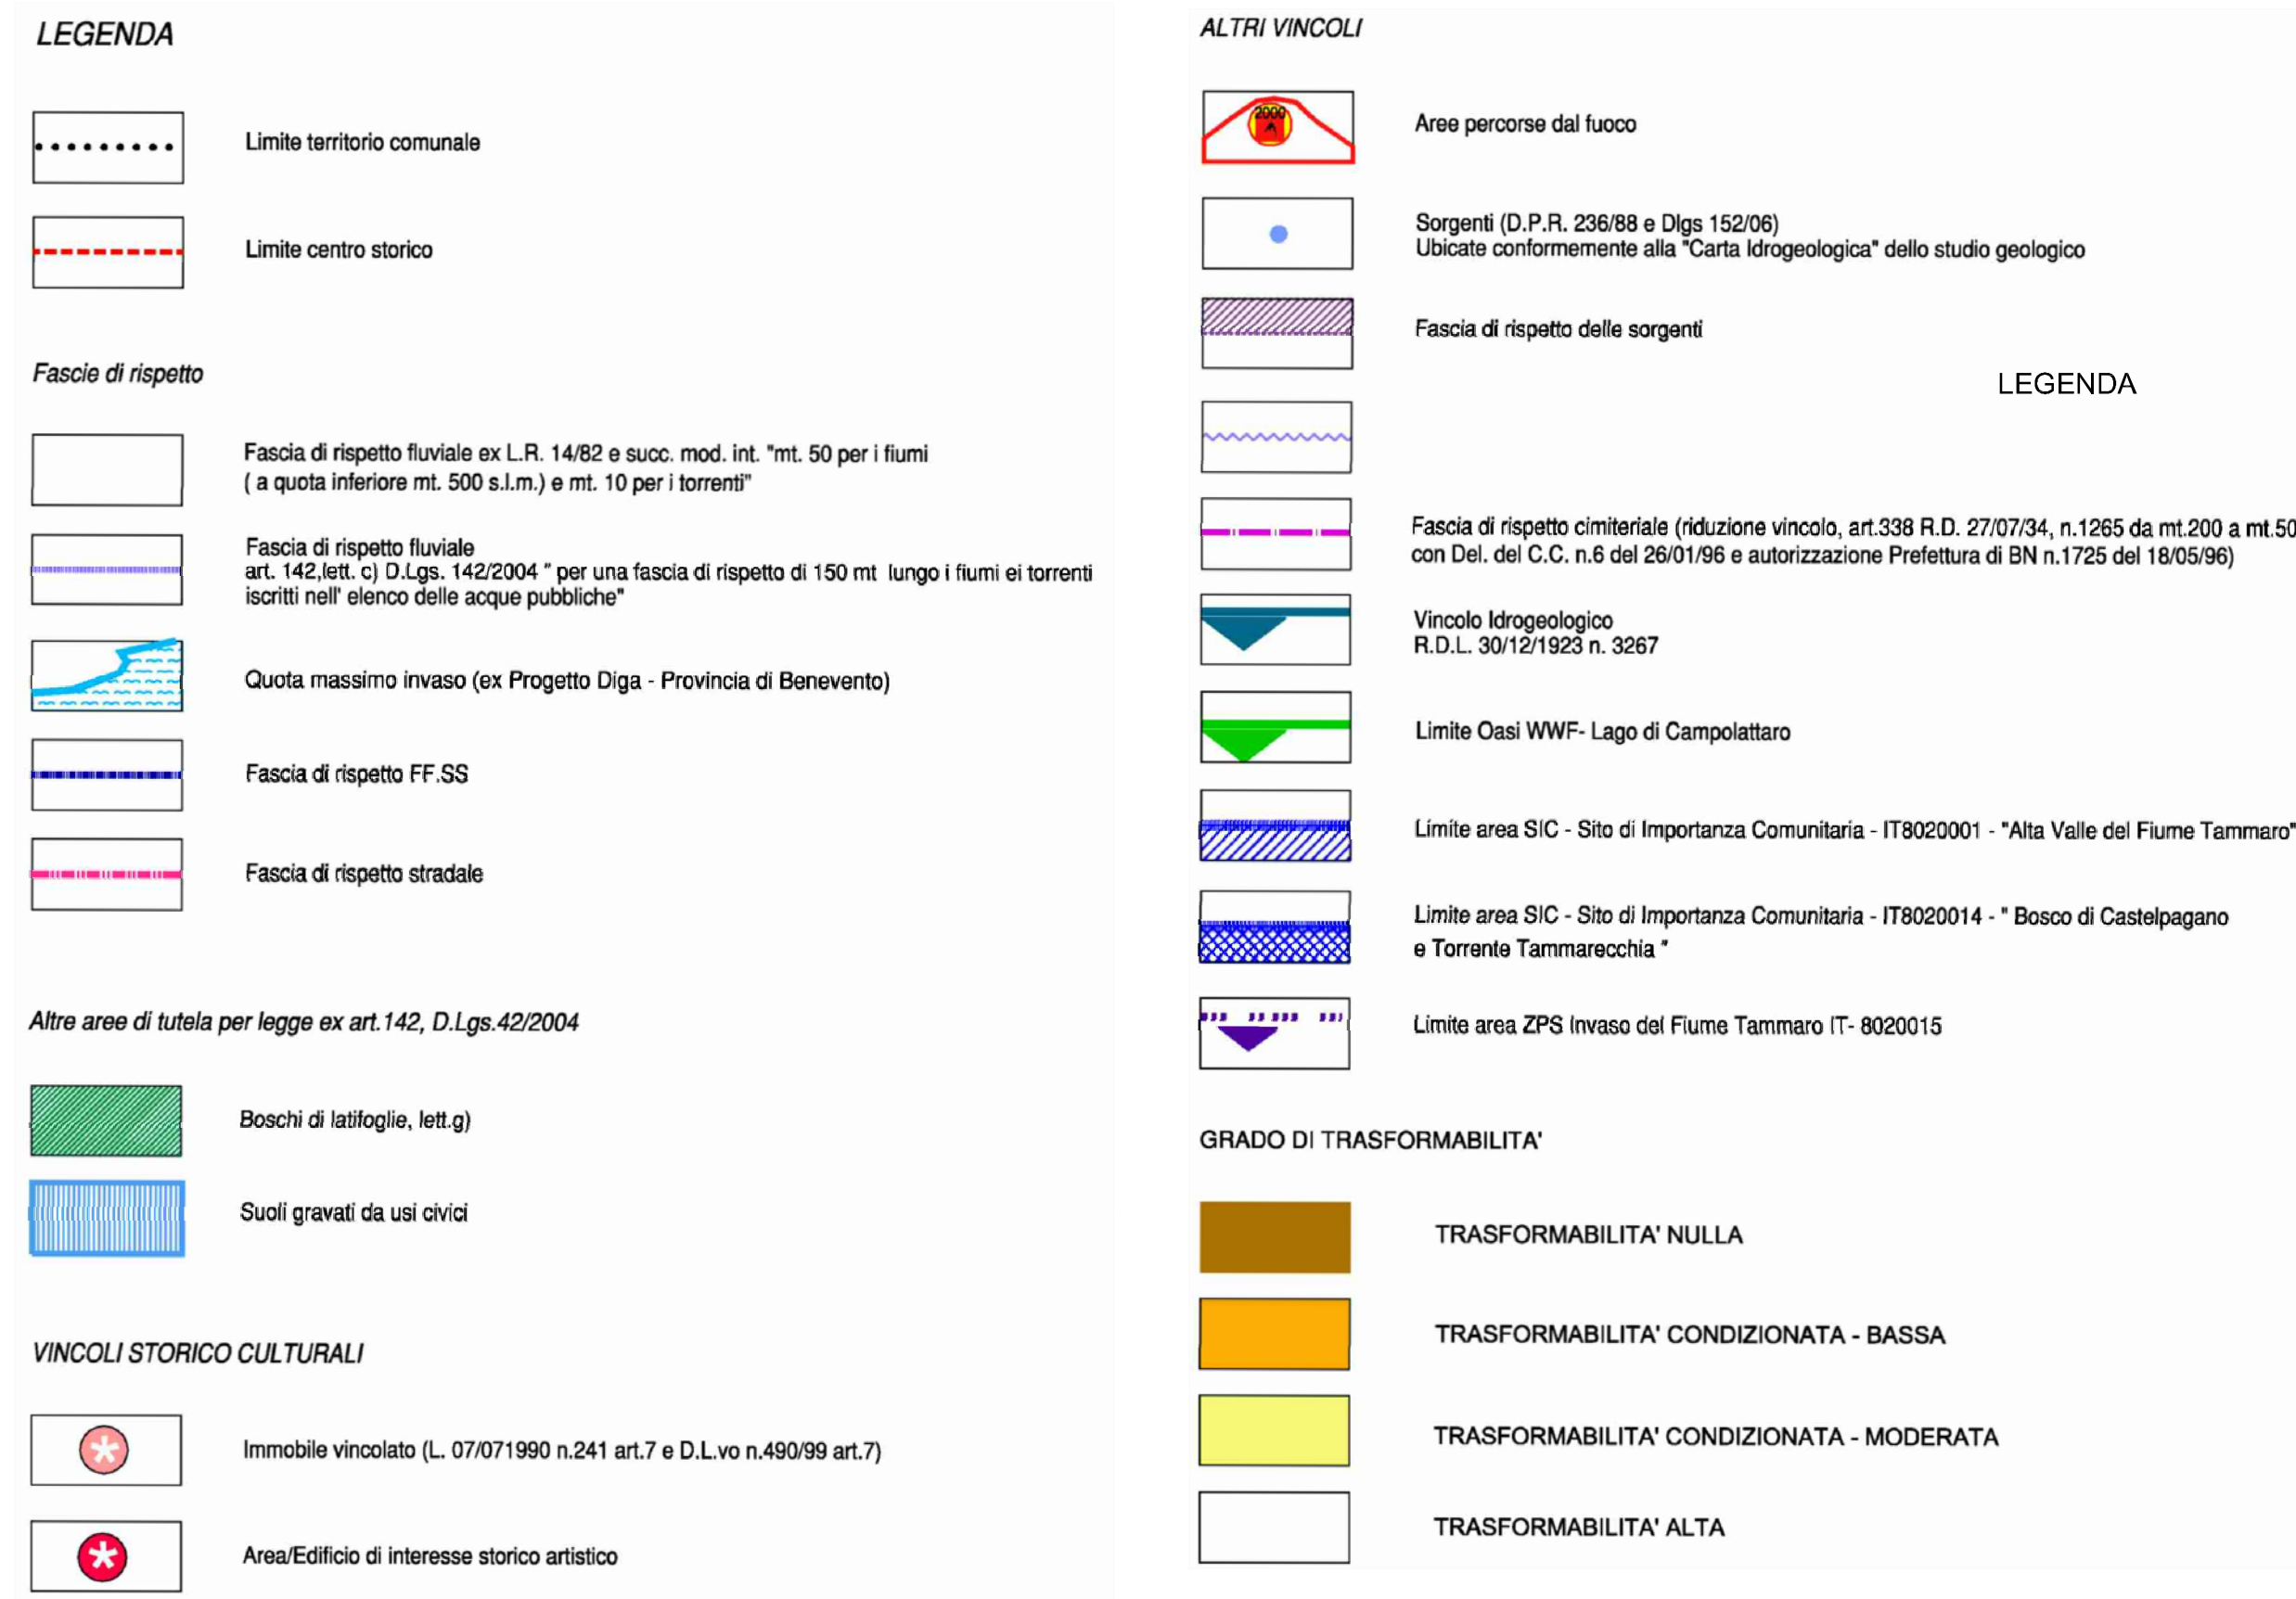 LEGENDA
Limite territorio comunale
Limite centro storico
Fascie di rispetto
Fascia di rispetto fluviale ex L.R. 14/82 e succ. mod. int. "mt. 50 per i fiumi
( a quota inferiore mt. 500 s.l.m.) e mt. 10 per i torrenti"
Fascia di rispetto fluviale
art. 142,lett. c) D.Lgs. 142/2004 " per una fascia di rispetto di 150 mt lungo i fiumi ei torrenti
iscritti nell' elenco delle acque pubbliche"
Quota massimo invaso (ex Progetto Diga - Provincia di Benevento)
Fascia di rispetto FF.SS
Fascia di rispetto stradale
Altre aree di tutela per legge ex art.142, D.Lgs.42/2004
Boschi di latifoglie, lett.g)
Suoli gravati da usi civici
VINCOLI STORICO CULTURALI
Immobile vincolato (L. 07/071990 n.241 art.7 e D.L.vo n.490/99 art.7)
Area/Edificio di interesse storico artistico
ALTRI VINCOLI
2000
Aree percorse dal fuoco
Sorgenti (D.P.R. 236/88 e Dlgs 152/06)
Ubicate conformemente alla "Carta Idrogeologica" dello studio geologico
Fascia di rispetto delle sorgenti
LEGENDA
Fascia di rispetto cimiteriale (riduzione vincolo, art.338 R.D. 27/07/34, n.1265 da mt.200 a mt.50
con Del. del C.C. n.6 del 26/01/96 e autorizzazione Prefettura di BN n.1725 del 18/05/96)
Vincolo Idrogeologico
R.D.L. 30/12/1923 n. 3267
Limite Oasi WWF- Lago di Campolattaro
Limite area SIC - Sito di Importanza Comunitaria - IT8020001 - "Alta Valle del Fiume Tammaro"
Limite area SIC - Sito di Importanza Comunitaria - IT8020014 - " Bosco di Castelpagano
e Torrente Tammarecchia "
Limite area ZPS Invaso del Fiume Tammaro IT- 8020015
GRADO DI TRASFORMABILITA'
TRASFORMABILITA' NULLA
TRASFORMABILITA' CONDIZIONATA - BASSA
TRASFORMABILITA' CONDIZIONATA - MODERATA
TRASFORMABILITA' ALTA